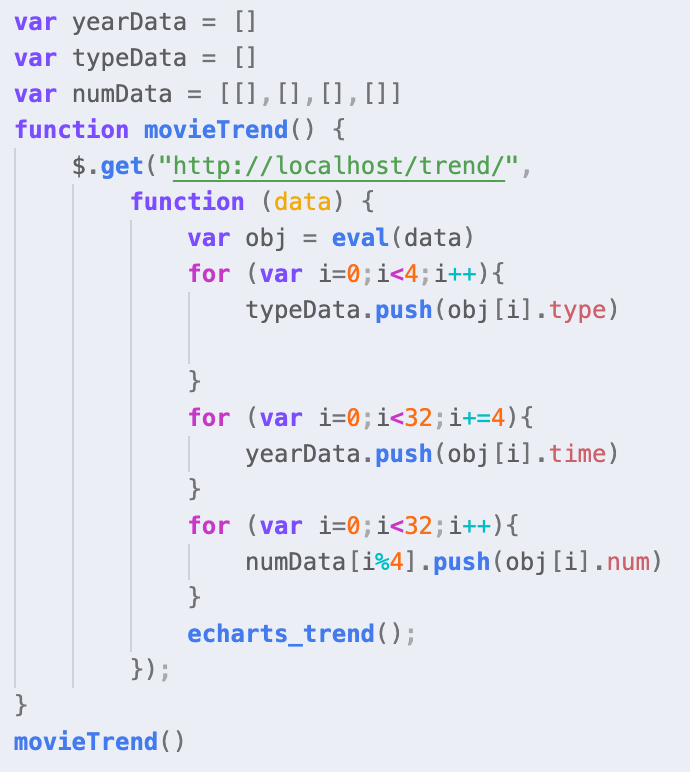 var yearData = []
var typeData = []
var numData = [[],[],[],[]]
function movieTrend() {
    $.get("http://localhost/trend/",
        function (data) {
            var obj = eval(data)
            for (var i=0;i<4;i++){
                typeData.push(obj[i].type)

            }
            for (var i=0;i<32;i+=4){
                yearData.push(obj[i].time)
            }
            for (var i=0;i<32;i++){
                numData[i%4].push(obj[i].num)
            }
            echarts_trend();
        });
}
movieTrend()